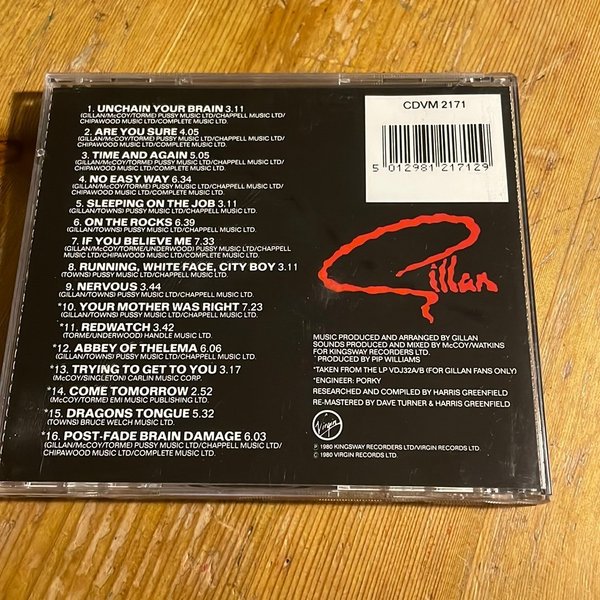 1. UNCHAIN YOUR BRAIN 3.11
(GILLAN/McCOY/TORME) PUSSY MUSIC LTD/CHAPPELL MUSIC LTD/
CHIPAWOOD MUSIC LTD/COMPLETE MUSIC LTD.
2. ARE YOU SURE 4.05
(GILLAN/McCOY/TORME) PUSSY MUSIC LTD/CHAPPELL MUSIC LTD/
CHIPAWOOD MUSIC LTD/COMPLETE MUSIC LTD.
3. TIME AND AGAIN 5.05
(GILLAN/McCOY/TORME) PUSSY MUSIC LTD/CHAPPELL MUSIC LTD/
CHIPAWOOD MUSIC LTD/COMPLETE MUSIC LTD.
4. NO EASY WAY 6.34
(GILLAN/McCOY/TORME) PUSSY MUSIC LTD/CHAPPELL MUSIC LTD/
CHIPAWOOD MUSIC LTD/COMPLETE MUSIC LTD.
5. SLEEPING ON THE JOB 3.11
(GILLAN/TOWNS) PUSSY MUSIC LTD/CHAPPELL MUSIC LTD.
6. ON THE ROCKS 6.39
(GILLAN/TOWNS) PUSSY MUSIC LTD/CHAPPELL MUSIC LTD.
7. IF YOU BELIEVE ME 7.33
(GILLAN/McCOY/TORME/UNDERWOOD) PUSSY MUSIC LTD/CHAPPELL
MUSIC LTD/CHIPAWOOD MUSIC LTD/COMPLETE MUSIC LTD.
8. RUNNING, WHITE FACE, CITY BOY 3.11
(TOWNS) PUSSY MUSIC LTD/CHAPPELL MUSIC LTD.
9. NERVOUS 3.44
(GILLAN/TOWNS) PUSSY MUSIC LTD/CHAPPELL MUSIC LTD.
*10. YOUR MOTHER WAS RIGHT 7.23
(GILLAN/TOWNS) PUSSY MUSIC LTD/CHAPPELL MUSIC LTD.
*11. REDWATCH 3.42
(TORME/UNDERWOOD) HANDLE MUSIC LTD.
*12. ABBEY OF THELEMA 6.06
(GILLAN/TOWNS) PUSSY MUSIC LTD/CHAPPELL MUSIC LTD.
*13. TRYING TO GET TO YOU 3.17
(McCOY/SINGLETON) CARLIN MUSIC CORP.
*14. COME TOMORROW 2.52
(McCOY/TORME) EMI MUSIC PUBLISHING LTD.
*15. DRAGONS TONGUE 5.32
(TOWNS) BRUCE WELCH MUSIC LTD.
*16. POST-FADE BRAIN DAMAGE 6.03
(GILLAN/McCOY/TORME) PUSSY MUSIC LTD/CHAPPELL MUSIC LTD/
CHIPAWOOD MUSIC LTD/COMPLETE MUSIC LTD.
CDVM 2171
5 012981 217129
Gillan
MUSIC PRODUCED AND ARRANGED BY GILLAN
SOUNDS PRODUCED AND MIXED BY McCOY/WATKINS
FOR KINGSWAY RECORDERS LTD.
*PRODUCED BY PIP WILLIAMS
*TAKEN FROM THE LP VDJ32A/B (FOR GILLAN FANS ONLY)
*ENGINEER: PORKY
RESEARCHED AND COMPILED BY HARRIS GREENFIELD
RE-MASTERED BY DAVE TURNER & HARRIS GREENFIELD
Virgin
℗ 1980 KINGSWAY RECORDERS LTD/VIRGIN RECORDS LTD.
© 1980 VIRGIN RECORDS LTD.